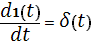 d1(t)/dt = δ(t)